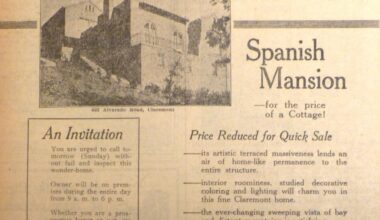 601 Alvarado Road, Claremont
Spanish
Mansion
—for the price
of a Cottage!
An Invitation
You are urged to call to-
morrow (Sunday) with-
out fail and inspect this
wonder-home.
Owner will be on prem-
ises during the entire day
from 9 a. m. to 6 p. m.
Whether you are a pros-
Price Reduced for Quick Sale
—its artistic terraced massiveness lends an
air of home-like permanence to the
entire structure.
—interior roominess, studied decorative
coloring and lighting will charm you in
this fine Claremont home.
—the ever-changing sweeping vista of bay